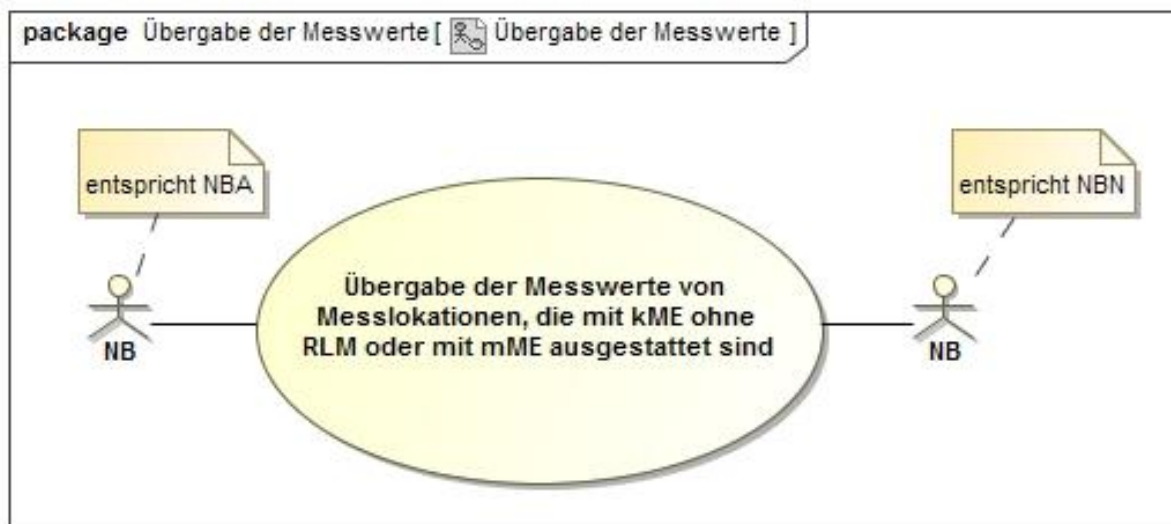 package Übergabe der Messwerte [ Übergabe der Messwerte ]
entspricht NBA
entspricht NBN
Übergabe der Messwerte von
Messlokationen, die mit kME ohne
RLM oder mit mME ausgestattet sind
NB
NB